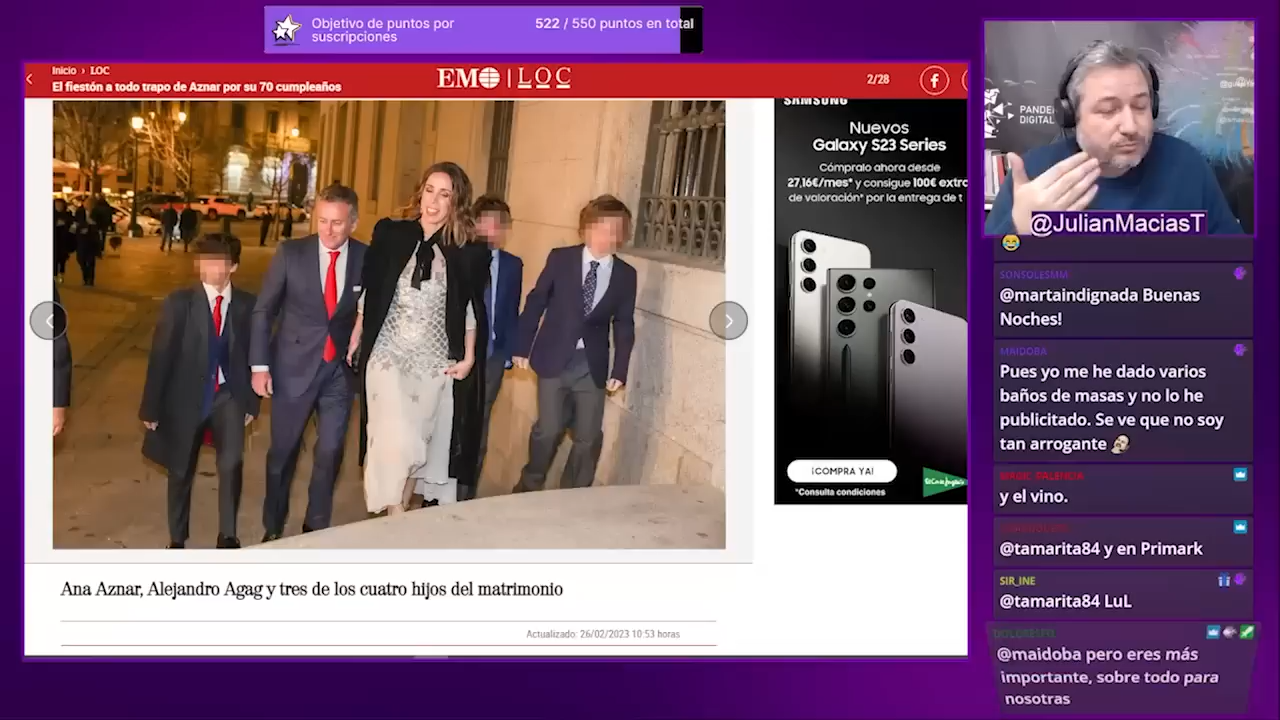 Objetivo de puntos por
suscripciones
522 / 550 puntos en total
Inicio › LOC
El fiestón a todo trapo de Aznar por su 70 cumpleaños
EM | LOC
2/28
SAMSUNG
Nuevos
Galaxy S23 Series
Cómpralo ahora desde
27,16€/mes* y consigue 100€ extra
de valoración* por la entrega de t
¡COMPRA YA!
*Consulta condiciones
El Corte Inglés
Ana Aznar, Alejandro Agag y tres de los cuatro hijos del matrimonio
Actualizado: 26/02/2023 10:53 horas
PANDE
DIGITAL
@JulianMaciasT
SONSOLESMM
@martaindignada Buenas
Noches!
MAIDOBA
Pues yo me he dado varios
baños de masas y no lo he
publicitado. Se ve que no soy
tan arrogante
y el vino.
@tamarita84 y en Primark
SIR_INE
@tamarita84 LuL
@maidoba pero eres más
importante, sobre todo para
nosotras